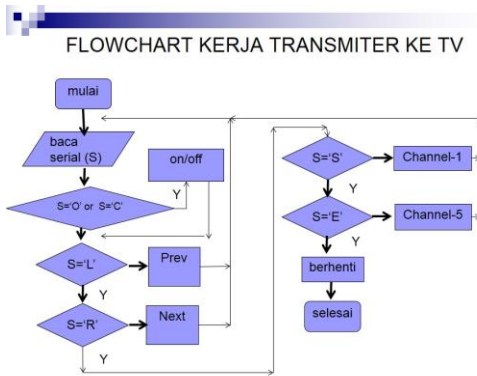 FLOWCHART KERJA TRANSMITER KE TV
mulai
baca
serial (S)
on/off
Y
S='O' or S='C'
S='L'
Prev
Y
S='R'
Next
Y
S='S'
Channel-1
Y
S='E'
Channel-5
Y
berhenti
selesai